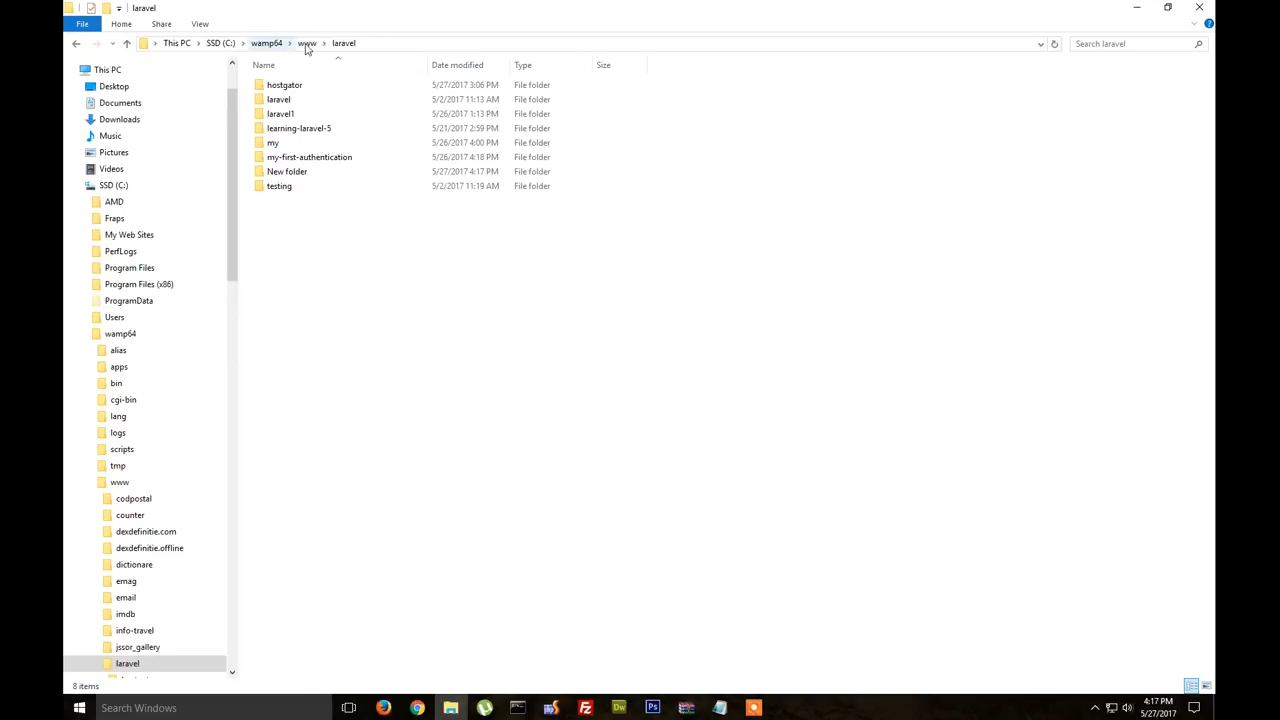 laravel
File Home Share View
This PC SSD (C:) wamp64 www laravel Search laravel
Name Date modified Type Size
hostgator 5/27/2017 3:06 PM File folder
laravel 5/2/2017 11:13 AM File folder
laravel1 5/26/2017 1:13 PM File folder
learning-laravel-5 5/21/2017 2:59 PM File folder
my 5/26/2017 4:00 PM File folder
my-first-authentication 5/26/2017 4:18 PM File folder
New folder 5/27/2017 4:17 PM File folder
testing 5/2/2017 11:19 AM File folder
This PC
Desktop
Documents
Downloads
Music
Pictures
Videos
SSD (C:)
AMD
Fraps
My Web Sites
PerfLogs
Program Files
Program Files (x86)
ProgramData
Users
wamp64
alias
apps
bin
cgi-bin
lang
logs
scripts
tmp
www
codpostal
counter
dexdefinitie.com
dexdefinitie.offline
dictionare
emag
email
imdb
info-travel
jssor_gallery
laravel
8 items
Search Windows
Dw
Ps
4:17 PM
5/27/2017